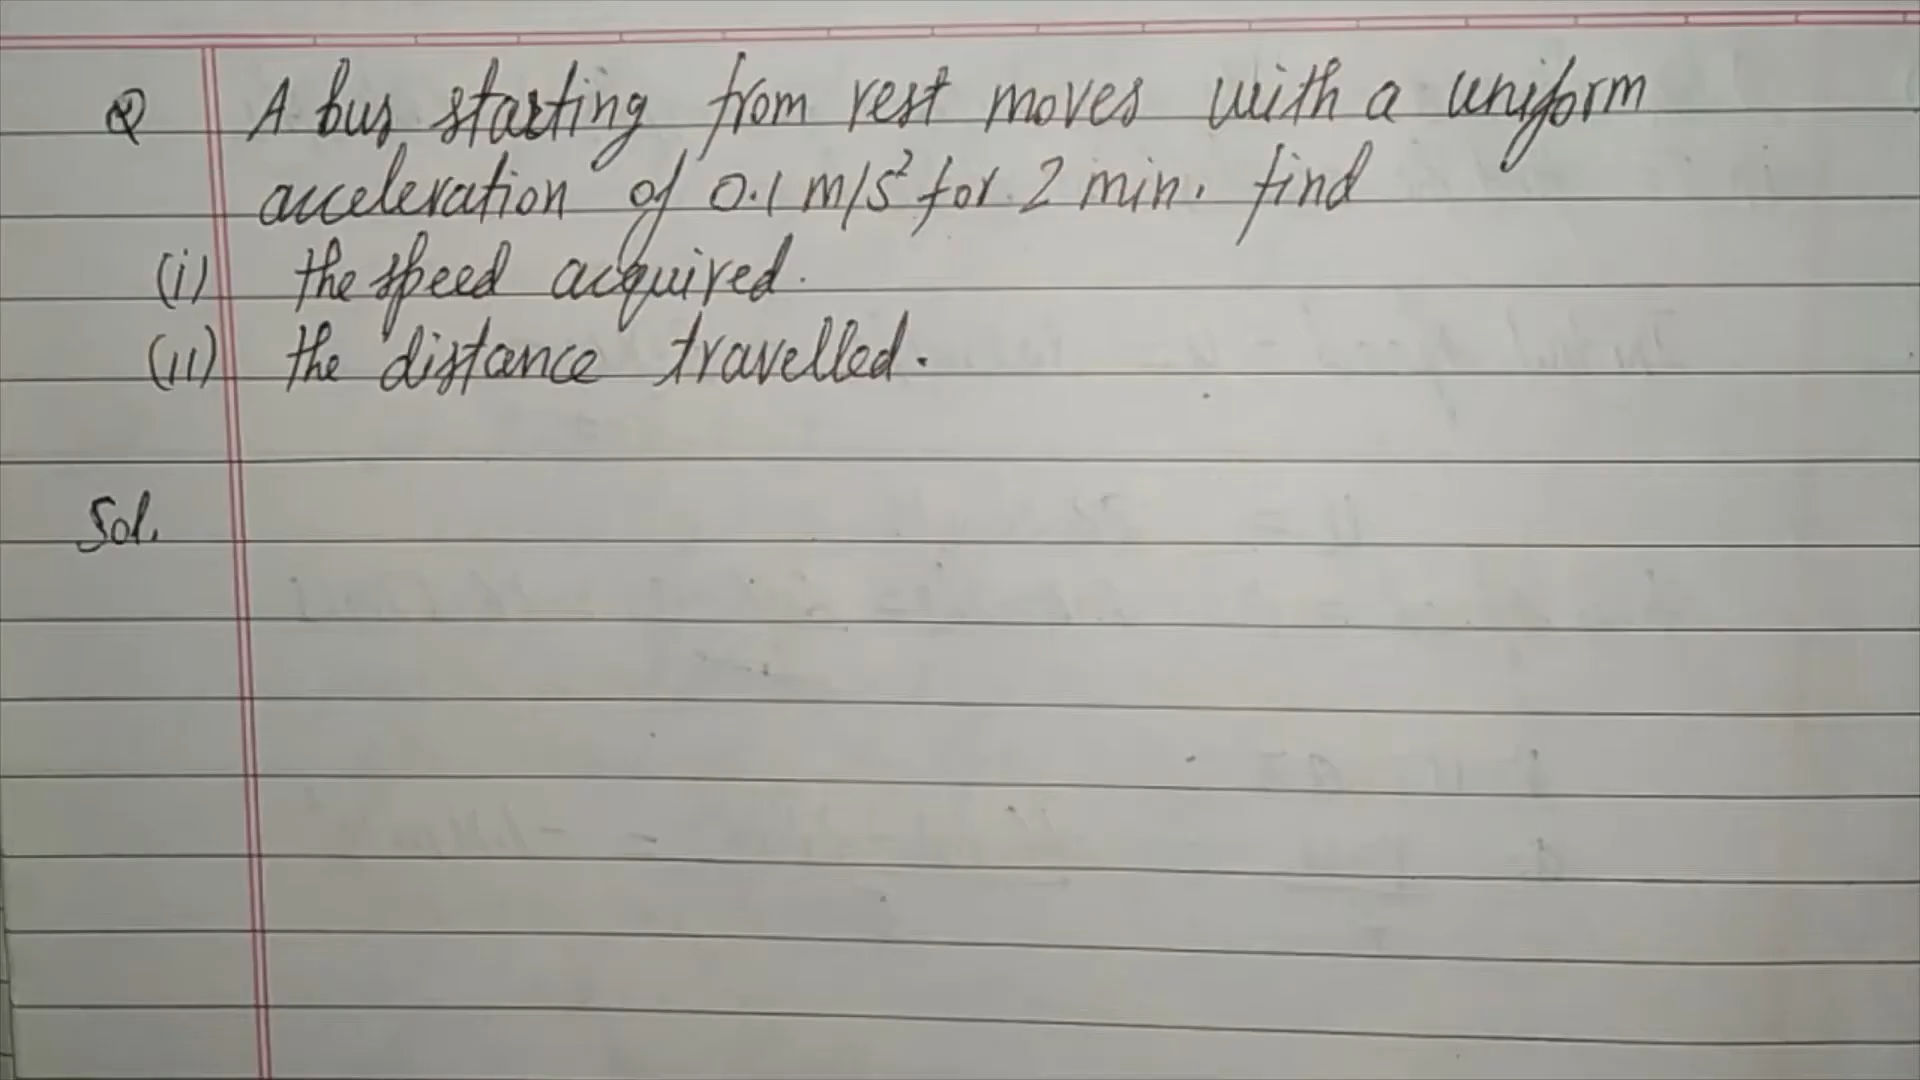 Q A bus starting from rest moves with a uniform
acceleration of 0.1 m/s² for 2 min. find
(i) the speed acquired.
(ii) the distance travelled.
Sol.